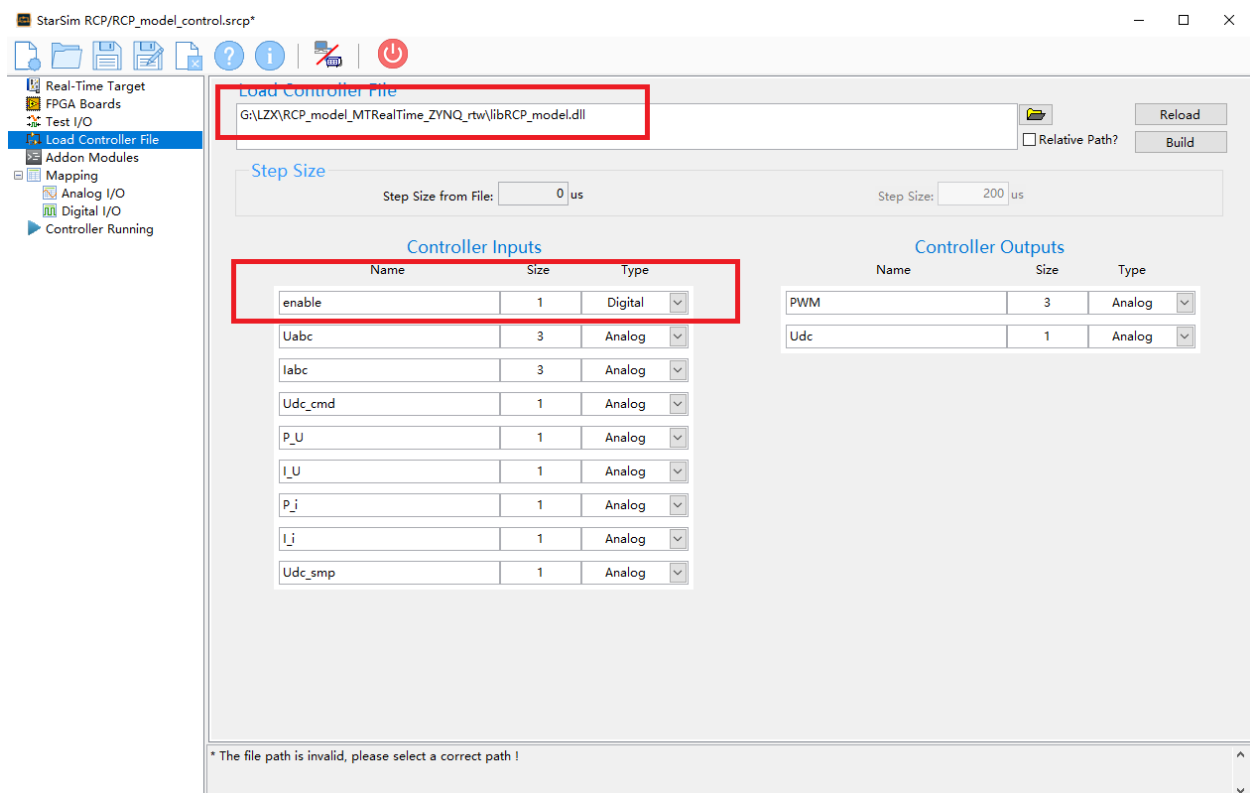 StarSim RCP/RCP_model_control.srcp*
Real-Time Target
FPGA Boards
Test I/O
Load Controller File
Addon Modules
Mapping
Analog I/O
Digital I/O
Controller Running
Load Controller File
G:\LZX\RCP_model_MTRealTime_ZYNQ_rtw\libRCP_model.dll
Reload
Relative Path?
Build
Step Size
Step Size from File: 0 us Step Size: 200 us
Controller Inputs Controller Outputs
Name Size Type Name Size Type
enable 1 Digital PWM 3 Analog
Uabc 3 Analog Udc 1 Analog
Iabc 3 Analog
Udc_cmd 1 Analog
P_U 1 Analog
I_U 1 Analog
P_i 1 Analog
I_i 1 Analog
Udc_smp 1 Analog
* The file path is invalid, please select a correct path !